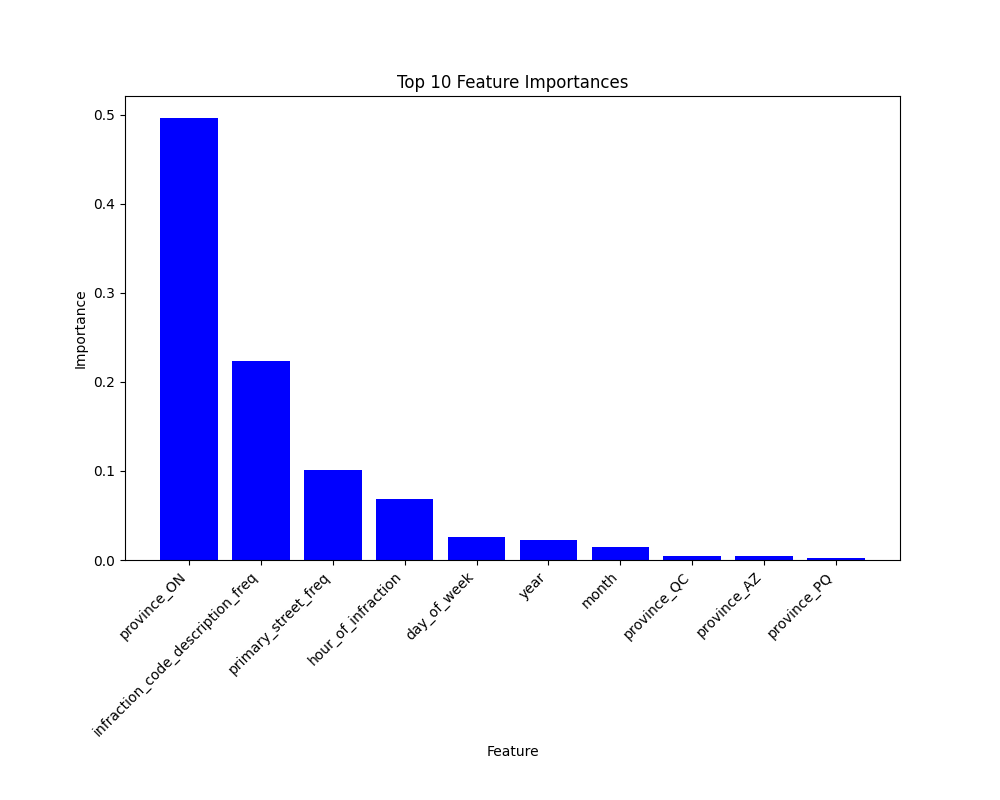 Top 10 Feature Importances
Importance
0.5
0.4
0.3
0.2
0.1
0.0
province_ON
infraction_code_description_freq
primary_street_freq
hour_of_infraction
day_of_week
year
month
province_QC
province_AZ
province_PQ
Feature